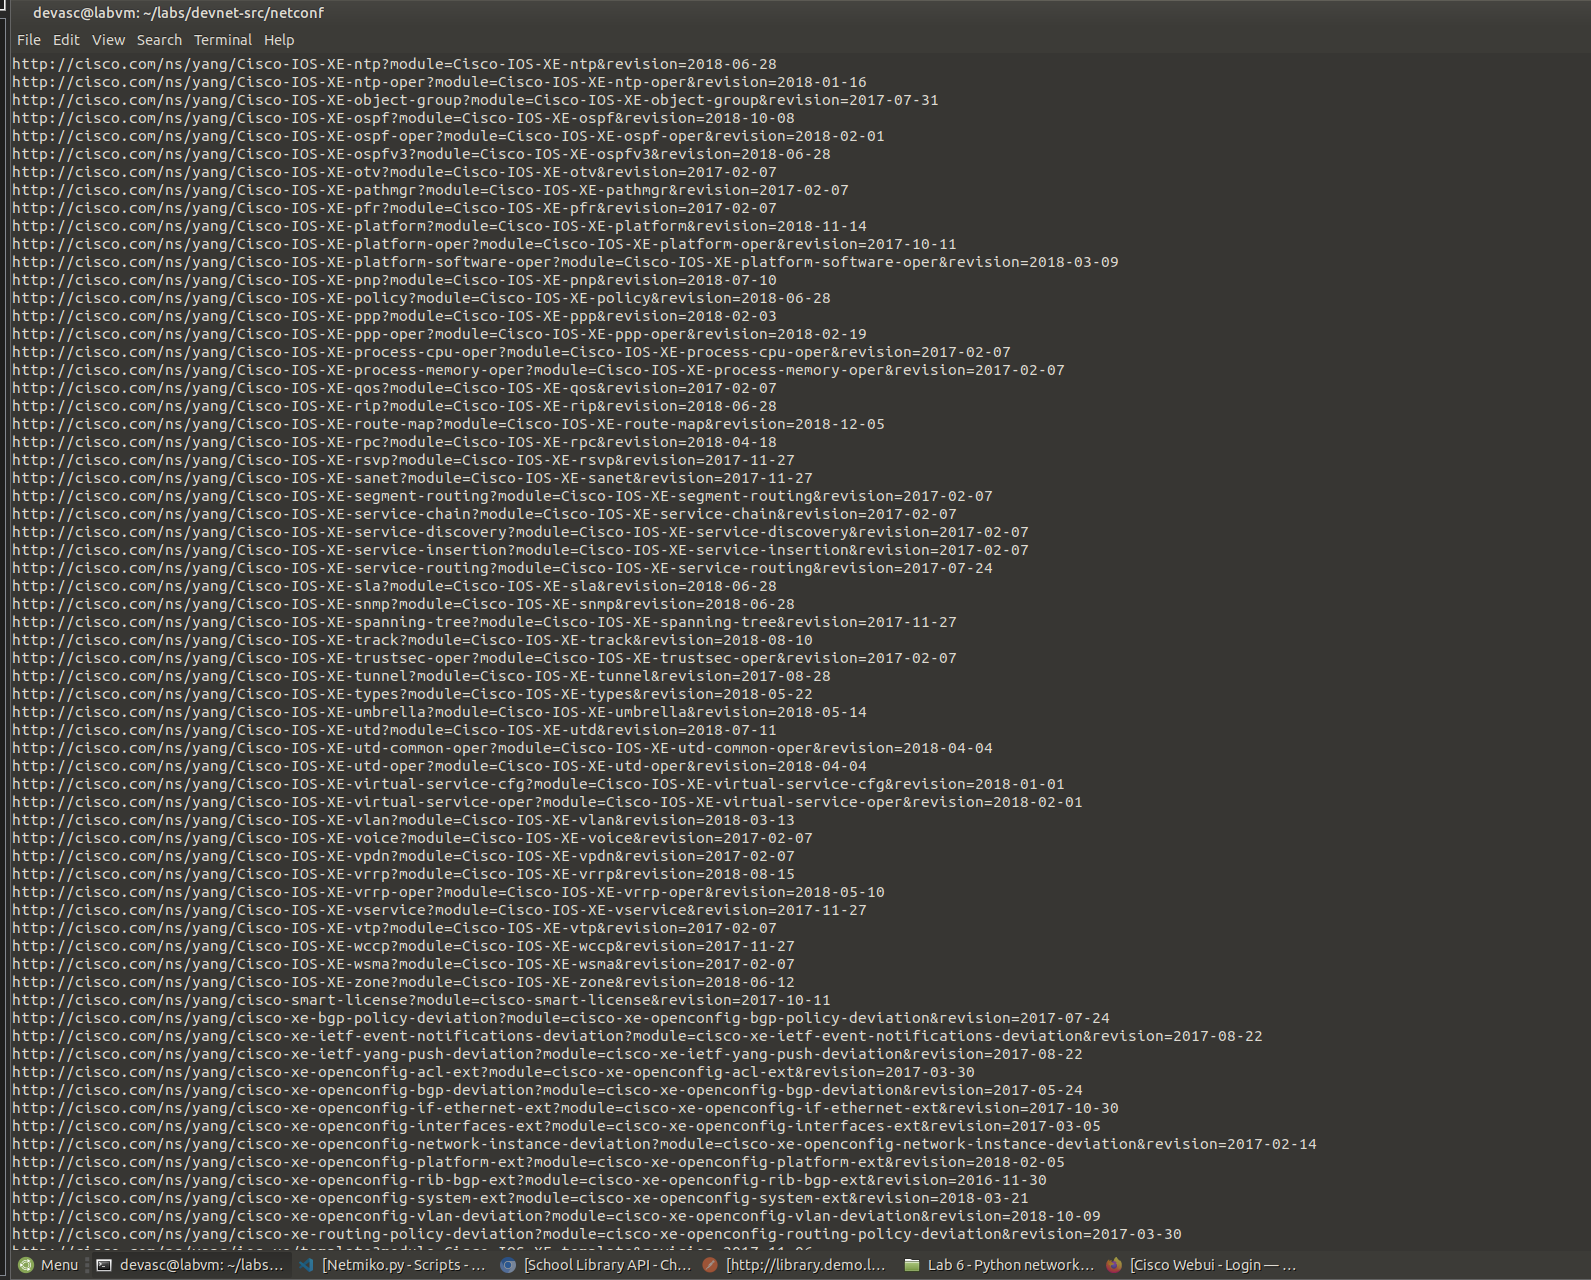 devasc@labvm: ~/labs/devnet-src/netconf
File Edit View Search Terminal Help
http://cisco.com/ns/yang/Cisco-IOS-XE-ntp?module=Cisco-IOS-XE-ntp&revision=2018-06-28
http://cisco.com/ns/yang/Cisco-IOS-XE-ntp-oper?module=Cisco-IOS-XE-ntp-oper&revision=2018-01-16
http://cisco.com/ns/yang/Cisco-IOS-XE-object-group?module=Cisco-IOS-XE-object-group&revision=2017-07-31
http://cisco.com/ns/yang/Cisco-IOS-XE-ospf?module=Cisco-IOS-XE-ospf&revision=2018-10-08
http://cisco.com/ns/yang/Cisco-IOS-XE-ospf-oper?module=Cisco-IOS-XE-ospf-oper&revision=2018-02-01
http://cisco.com/ns/yang/Cisco-IOS-XE-ospfv3?module=Cisco-IOS-XE-ospfv3&revision=2018-06-28
http://cisco.com/ns/yang/Cisco-IOS-XE-otv?module=Cisco-IOS-XE-otv&revision=2017-02-07
http://cisco.com/ns/yang/Cisco-IOS-XE-pathmgr?module=Cisco-IOS-XE-pathmgr&revision=2017-02-07
http://cisco.com/ns/yang/Cisco-IOS-XE-pfr?module=Cisco-IOS-XE-pfr&revision=2017-02-07
http://cisco.com/ns/yang/Cisco-IOS-XE-platform?module=Cisco-IOS-XE-platform&revision=2018-11-14
http://cisco.com/ns/yang/Cisco-IOS-XE-platform-oper?module=Cisco-IOS-XE-platform-oper&revision=2017-10-11
http://cisco.com/ns/yang/Cisco-IOS-XE-platform-software-oper?module=Cisco-IOS-XE-platform-software-oper&revision=2018-03-09
http://cisco.com/ns/yang/Cisco-IOS-XE-pnp?module=Cisco-IOS-XE-pnp&revision=2018-07-10
http://cisco.com/ns/yang/Cisco-IOS-XE-policy?module=Cisco-IOS-XE-policy&revision=2018-06-28
http://cisco.com/ns/yang/Cisco-IOS-XE-ppp?module=Cisco-IOS-XE-ppp&revision=2018-02-03
http://cisco.com/ns/yang/Cisco-IOS-XE-ppp-oper?module=Cisco-IOS-XE-ppp-oper&revision=2018-02-19
http://cisco.com/ns/yang/Cisco-IOS-XE-process-cpu-oper?module=Cisco-IOS-XE-process-cpu-oper&revision=2017-02-07
http://cisco.com/ns/yang/Cisco-IOS-XE-process-memory-oper?module=Cisco-IOS-XE-process-memory-oper&revision=2017-02-07
http://cisco.com/ns/yang/Cisco-IOS-XE-qos?module=Cisco-IOS-XE-qos&revision=2017-02-07
http://cisco.com/ns/yang/Cisco-IOS-XE-rip?module=Cisco-IOS-XE-rip&revision=2018-06-28
http://cisco.com/ns/yang/Cisco-IOS-XE-route-map?module=Cisco-IOS-XE-route-map&revision=2018-12-05
http://cisco.com/ns/yang/Cisco-IOS-XE-rpc?module=Cisco-IOS-XE-rpc&revision=2018-04-18
http://cisco.com/ns/yang/Cisco-IOS-XE-rsvp?module=Cisco-IOS-XE-rsvp&revision=2017-11-27
http://cisco.com/ns/yang/Cisco-IOS-XE-sanet?module=Cisco-IOS-XE-sanet&revision=2017-11-27
http://cisco.com/ns/yang/Cisco-IOS-XE-segment-routing?module=Cisco-IOS-XE-segment-routing&revision=2017-02-07
http://cisco.com/ns/yang/Cisco-IOS-XE-service-chain?module=Cisco-IOS-XE-service-chain&revision=2017-02-07
http://cisco.com/ns/yang/Cisco-IOS-XE-service-discovery?module=Cisco-IOS-XE-service-discovery&revision=2017-02-07
http://cisco.com/ns/yang/Cisco-IOS-XE-service-insertion?module=Cisco-IOS-XE-service-insertion&revision=2017-02-07
http://cisco.com/ns/yang/Cisco-IOS-XE-service-routing?module=Cisco-IOS-XE-service-routing&revision=2017-07-24
http://cisco.com/ns/yang/Cisco-IOS-XE-sla?module=Cisco-IOS-XE-sla&revision=2018-06-28
http://cisco.com/ns/yang/Cisco-IOS-XE-snmp?module=Cisco-IOS-XE-snmp&revision=2018-06-28
http://cisco.com/ns/yang/Cisco-IOS-XE-spanning-tree?module=Cisco-IOS-XE-spanning-tree&revision=2017-11-27
http://cisco.com/ns/yang/Cisco-IOS-XE-track?module=Cisco-IOS-XE-track&revision=2018-08-10
http://cisco.com/ns/yang/Cisco-IOS-XE-trustsec-oper?module=Cisco-IOS-XE-trustsec-oper&revision=2017-02-07
http://cisco.com/ns/yang/Cisco-IOS-XE-tunnel?module=Cisco-IOS-XE-tunnel&revision=2017-08-28
http://cisco.com/ns/yang/Cisco-IOS-XE-types?module=Cisco-IOS-XE-types&revision=2018-05-22
http://cisco.com/ns/yang/Cisco-IOS-XE-umbrella?module=Cisco-IOS-XE-umbrella&revision=2018-05-14
http://cisco.com/ns/yang/Cisco-IOS-XE-utd?module=Cisco-IOS-XE-utd&revision=2018-07-11
http://cisco.com/ns/yang/Cisco-IOS-XE-utd-common-oper?module=Cisco-IOS-XE-utd-common-oper&revision=2018-04-04
http://cisco.com/ns/yang/Cisco-IOS-XE-utd-oper?module=Cisco-IOS-XE-utd-oper&revision=2018-04-04
http://cisco.com/ns/yang/Cisco-IOS-XE-virtual-service-cfg?module=Cisco-IOS-XE-virtual-service-cfg&revision=2018-01-01
http://cisco.com/ns/yang/Cisco-IOS-XE-virtual-service-oper?module=Cisco-IOS-XE-virtual-service-oper&revision=2018-02-01
http://cisco.com/ns/yang/Cisco-IOS-XE-vlan?module=Cisco-IOS-XE-vlan&revision=2018-03-13
http://cisco.com/ns/yang/Cisco-IOS-XE-voice?module=Cisco-IOS-XE-voice&revision=2017-02-07
http://cisco.com/ns/yang/Cisco-IOS-XE-vpdn?module=Cisco-IOS-XE-vpdn&revision=2017-02-07
http://cisco.com/ns/yang/Cisco-IOS-XE-vrrp?module=Cisco-IOS-XE-vrrp&revision=2018-08-15
http://cisco.com/ns/yang/Cisco-IOS-XE-vrrp-oper?module=Cisco-IOS-XE-vrrp-oper&revision=2018-05-10
http://cisco.com/ns/yang/Cisco-IOS-XE-vservice?module=Cisco-IOS-XE-vservice&revision=2017-11-27
http://cisco.com/ns/yang/Cisco-IOS-XE-vtp?module=Cisco-IOS-XE-vtp&revision=2017-02-07
http://cisco.com/ns/yang/Cisco-IOS-XE-wccp?module=Cisco-IOS-XE-wccp&revision=2017-11-27
http://cisco.com/ns/yang/Cisco-IOS-XE-wsma?module=Cisco-IOS-XE-wsma&revision=2017-02-07
http://cisco.com/ns/yang/Cisco-IOS-XE-zone?module=Cisco-IOS-XE-zone&revision=2018-06-12
http://cisco.com/ns/yang/cisco-smart-license?module=cisco-smart-license&revision=2017-10-11
http://cisco.com/ns/yang/cisco-xe-bgp-policy-deviation?module=cisco-xe-openconfig-bgp-policy-deviation&revision=2017-07-24
http://cisco.com/ns/yang/cisco-xe-ietf-event-notifications-deviation?module=cisco-xe-ietf-event-notifications-deviation&revision=2017-08-22
http://cisco.com/ns/yang/cisco-xe-ietf-yang-push-deviation?module=cisco-xe-ietf-yang-push-deviation&revision=2017-08-22
http://cisco.com/ns/yang/cisco-xe-openconfig-acl-ext?module=cisco-xe-openconfig-acl-ext&revision=2017-03-30
http://cisco.com/ns/yang/cisco-xe-openconfig-bgp-deviation?module=cisco-xe-openconfig-bgp-deviation&revision=2017-05-24
http://cisco.com/ns/yang/cisco-xe-openconfig-if-ethernet-ext?module=cisco-xe-openconfig-if-ethernet-ext&revision=2017-10-30
http://cisco.com/ns/yang/cisco-xe-openconfig-interfaces-ext?module=cisco-xe-openconfig-interfaces-ext&revision=2017-03-05
http://cisco.com/ns/yang/cisco-xe-openconfig-network-instance-deviation?module=cisco-xe-openconfig-network-instance-deviation&revision=2017-02-14
http://cisco.com/ns/yang/cisco-xe-openconfig-platform-ext?module=cisco-xe-openconfig-platform-ext&revision=2018-02-05
http://cisco.com/ns/yang/cisco-xe-openconfig-rib-bgp-ext?module=cisco-xe-openconfig-rib-bgp-ext&revision=2016-11-30
http://cisco.com/ns/yang/cisco-xe-openconfig-system-ext?module=cisco-xe-openconfig-system-ext&revision=2018-03-21
http://cisco.com/ns/yang/cisco-xe-openconfig-vlan-deviation?module=cisco-xe-openconfig-vlan-deviation&revision=2018-10-09
http://cisco.com/ns/yang/cisco-xe-routing-policy-deviation?module=cisco-xe-openconfig-routing-policy-deviation&revision=2017-03-30
Menu devasc@labvm: ~/labs... [Netmiko.py - Scripts - ... [School Library API - Ch... [http://library.demo.l... Lab 6 - Python network... [Cisco Webui - Login — ...